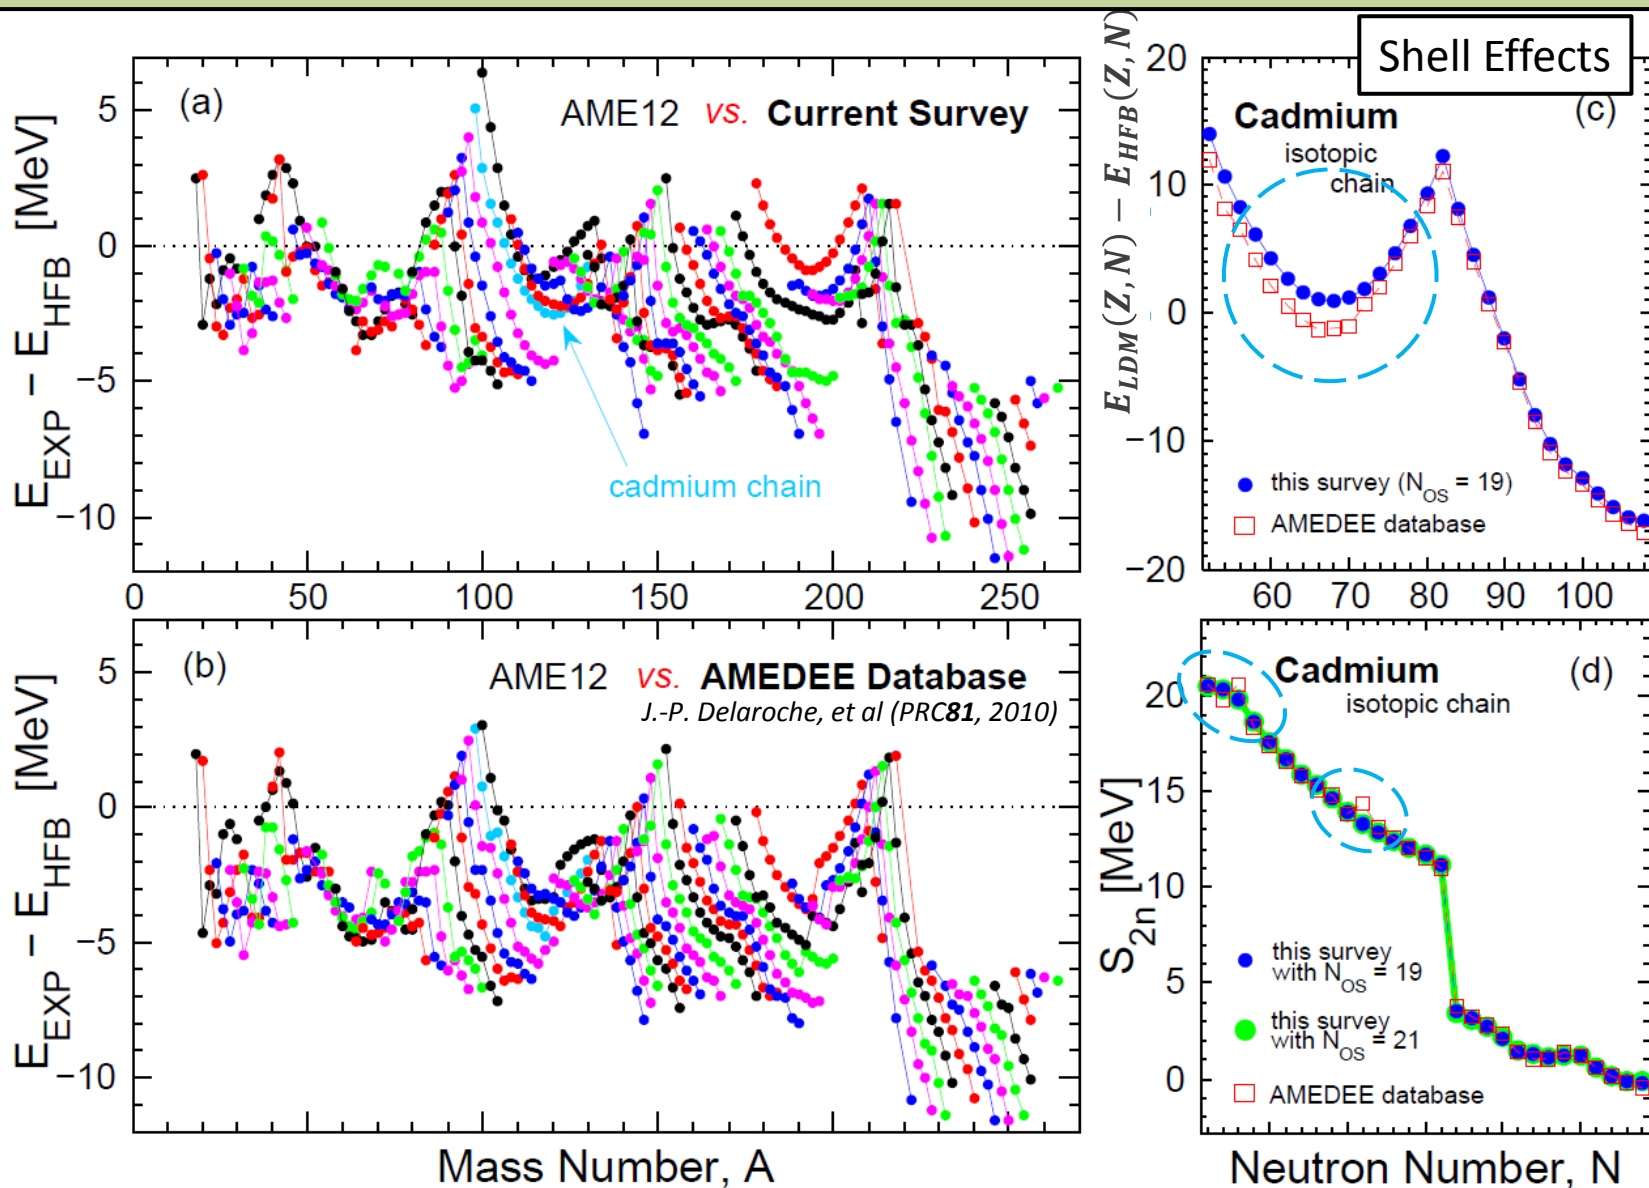 Shell Effects
(a)
AME12 vs. Current Survey
cadmium chain
E_EXP − E_HFB [MeV]
5
0
−5
−10
0 50 100 150 200 250
(b)
AME12 vs. AMEDEE Database
J.-P. Delaroche, et al (PRC81, 2010)
E_EXP − E_HFB [MeV]
5
0
−5
−10
Mass Number, A
E_LDM(Z, N) − E_HFB(Z, N)
20
10
0
−10
−20
(c)
Cadmium
isotopic
chain
this survey (N_OS = 19)
AMEDEE database
60 70 80 90 100
(d)
Cadmium
isotopic chain
S_2n [MeV]
20
15
10
5
0
this survey
with N_OS = 19
this survey
with N_OS = 21
AMEDEE database
Neutron Number, N